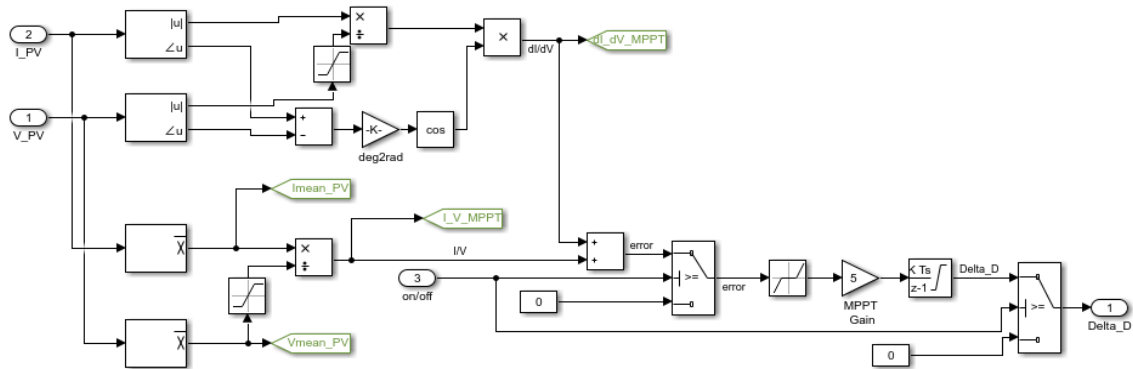 2
I_PV
|u|
∠u
×
÷
×
dI/dV
dI_dV_MPPT
1
V_PV
|u|
∠u
+
−
-K-
deg2rad
cos
Imean_PV
I_V_MPPT
x
×
÷
I/V
+
+
error
3
on/off
>=
0
error
5
MPPT
Gain
K Ts
z-1
Delta_D
>=
0
1
Delta_D
x
Vmean_PV